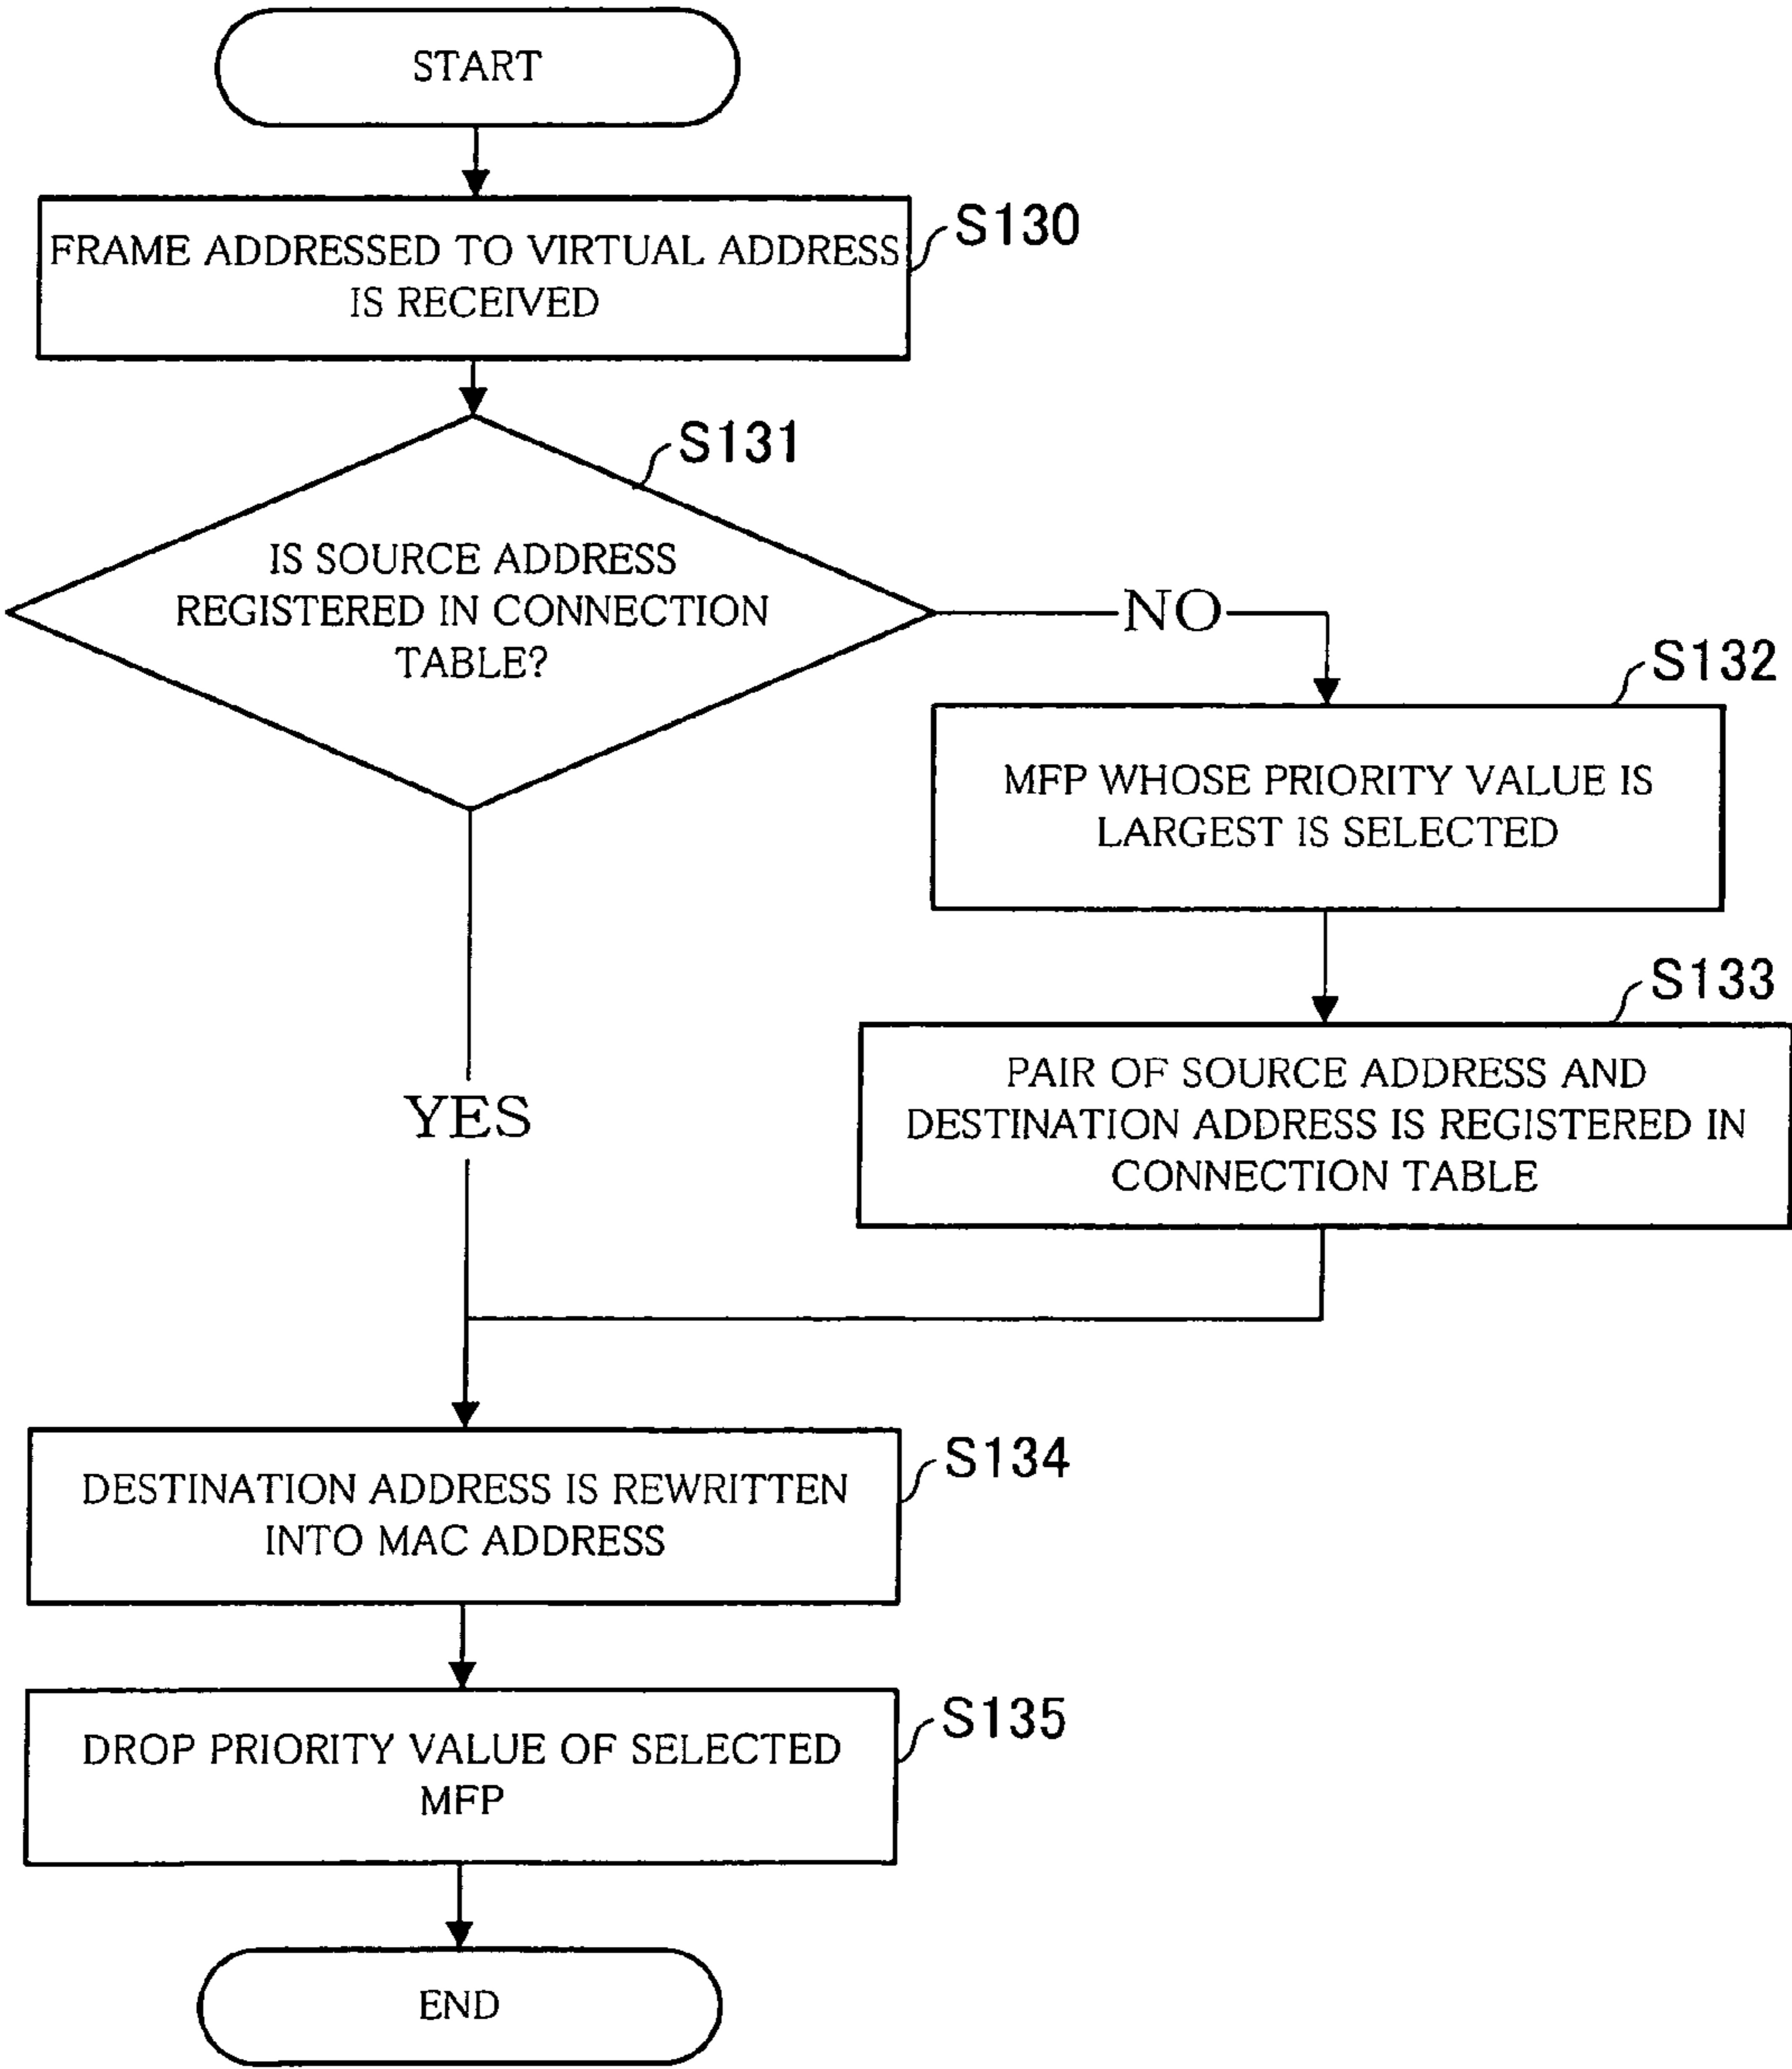 START
FRAME ADDRESSED TO VIRTUAL ADDRESS
IS RECEIVED
S130
S131
IS SOURCE ADDRESS
REGISTERED IN CONNECTION
TABLE?
NO
S132
MFP WHOSE PRIORITY VALUE IS
LARGEST IS SELECTED
S133
PAIR OF SOURCE ADDRESS AND
DESTINATION ADDRESS IS REGISTERED IN
CONNECTION TABLE
YES
S134
DESTINATION ADDRESS IS REWRITTEN
INTO MAC ADDRESS
S135
DROP PRIORITY VALUE OF SELECTED
MFP
END